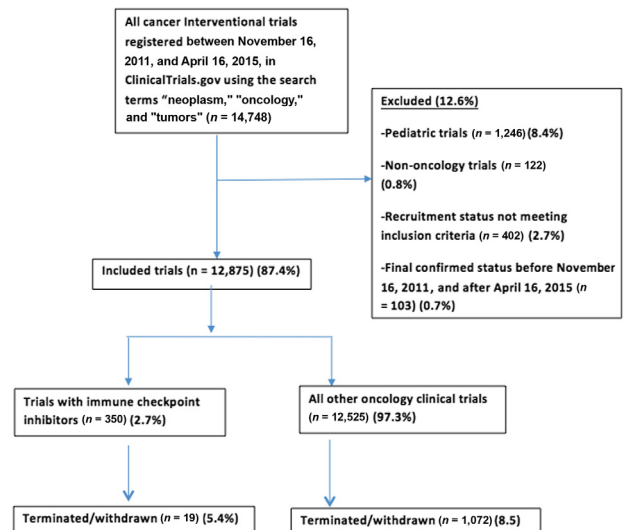 All cancer Interventional trials
registered between November 16,
2011, and April 16, 2015, in
ClinicalTrials.gov using the search
terms “neoplasm,” "oncology,"
and "tumors" (n = 14,748)
Excluded (12.6%)
-Pediatric trials (n = 1,246)(8.4%)
-Non-oncology trials (n = 122)
(0.8%)
-Recruitment status not meeting
inclusion criteria (n = 402) (2.7%)
-Final confirmed status before November
16, 2011, and after April 16, 2015 (n
= 103) (0.7%)
Included trials (n = 12,875) (87.4%)
Trials with immune checkpoint
inhibitors (n = 350) (2.7%)
All other oncology clinical trials
(n = 12,525) (97.3%)
Terminated/withdrawn (n = 19) (5.4%)
Terminated/withdrawn (n = 1,072) (8.5)